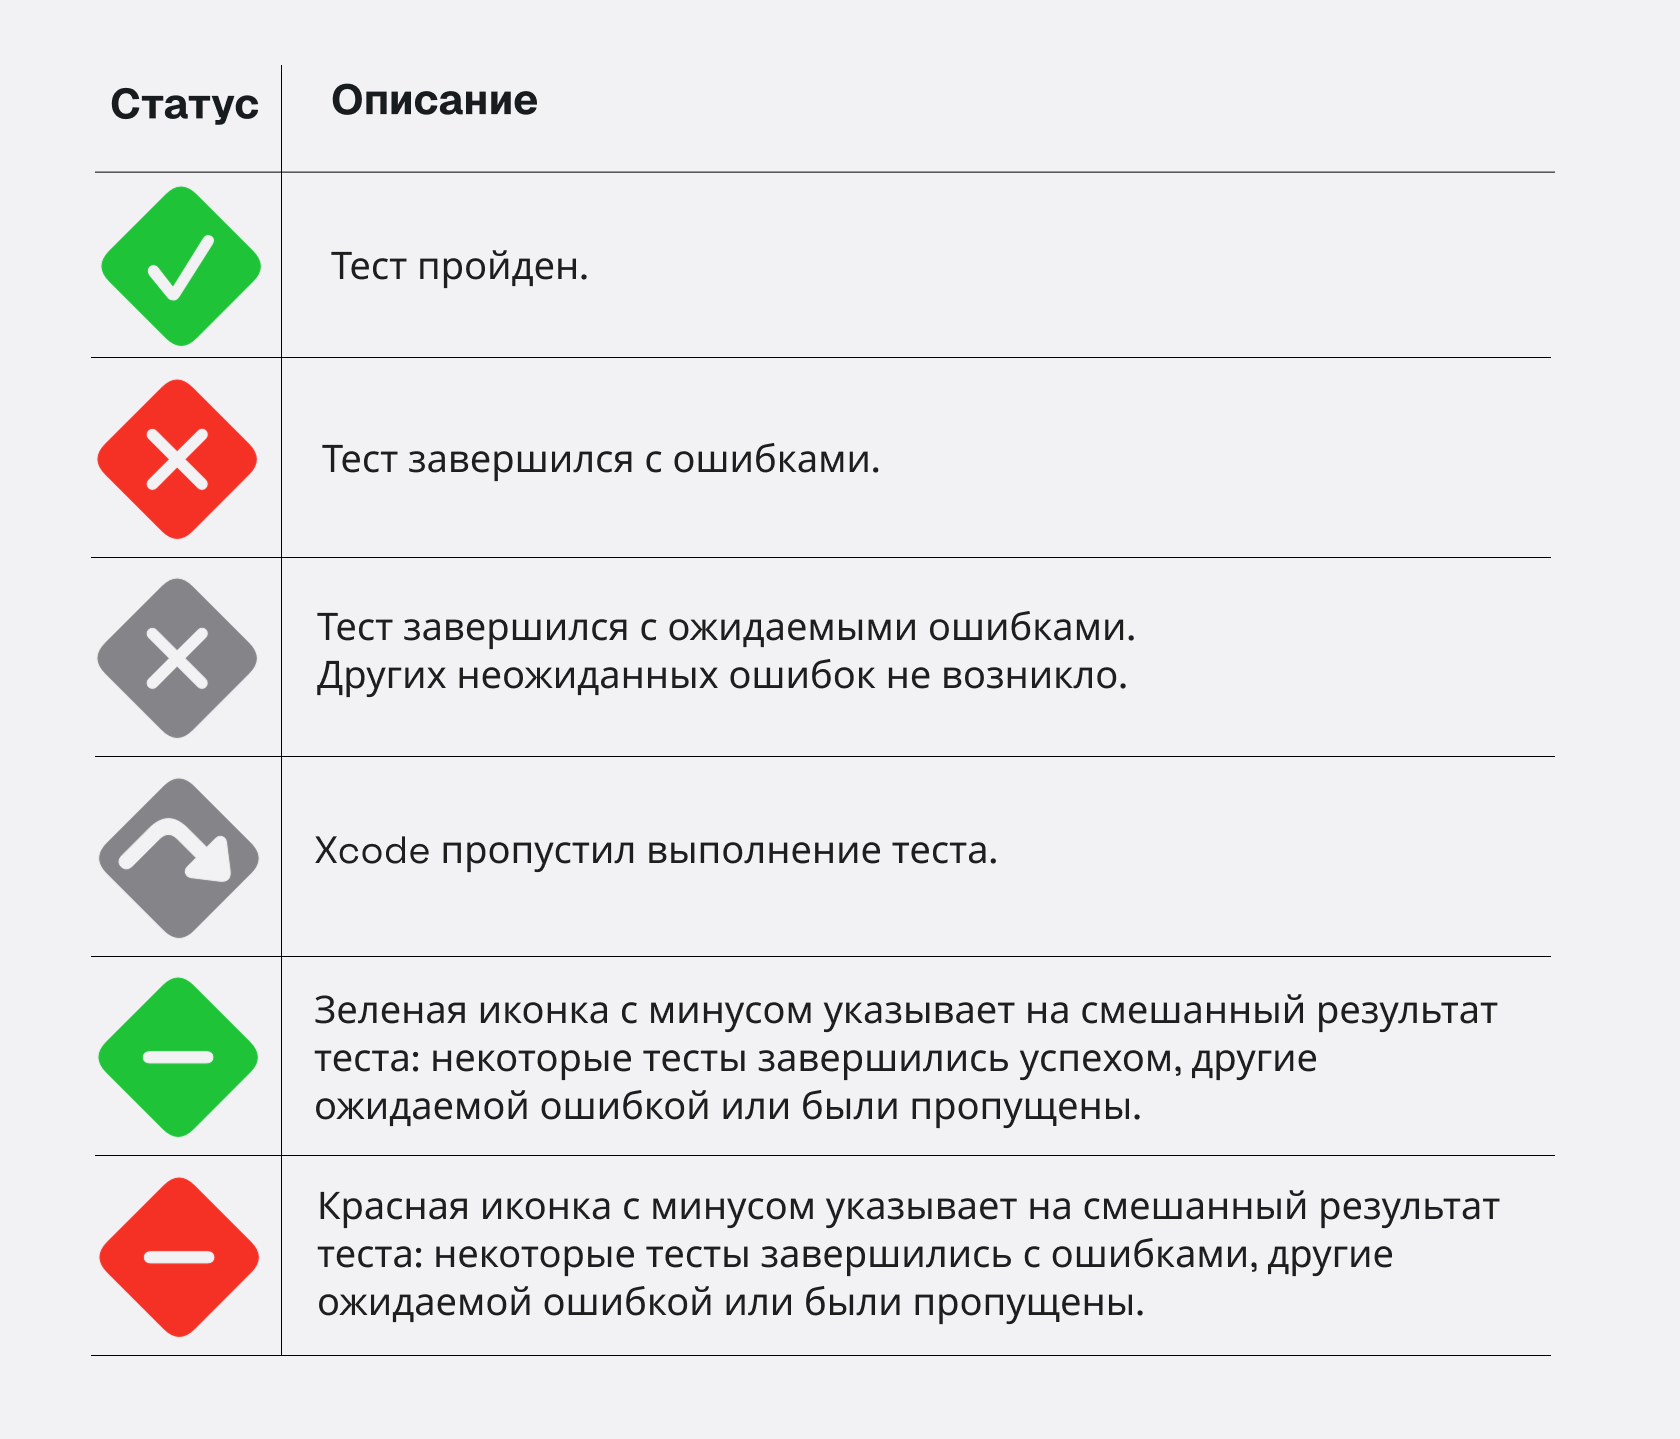 Статус
Описание
Тест пройден.
Тест завершился с ошибками.
Тест завершился с ожидаемыми ошибками.
Других неожиданных ошибок не возникло.
Xcode пропустил выполнение теста.
Зеленая иконка с минусом указывает на смешанный результат
теста: некоторые тесты завершились успехом, другие
ожидаемой ошибкой или были пропущены.
Красная иконка с минусом указывает на смешанный результат
теста: некоторые тесты завершились с ошибками, другие
ожидаемой ошибкой или были пропущены.